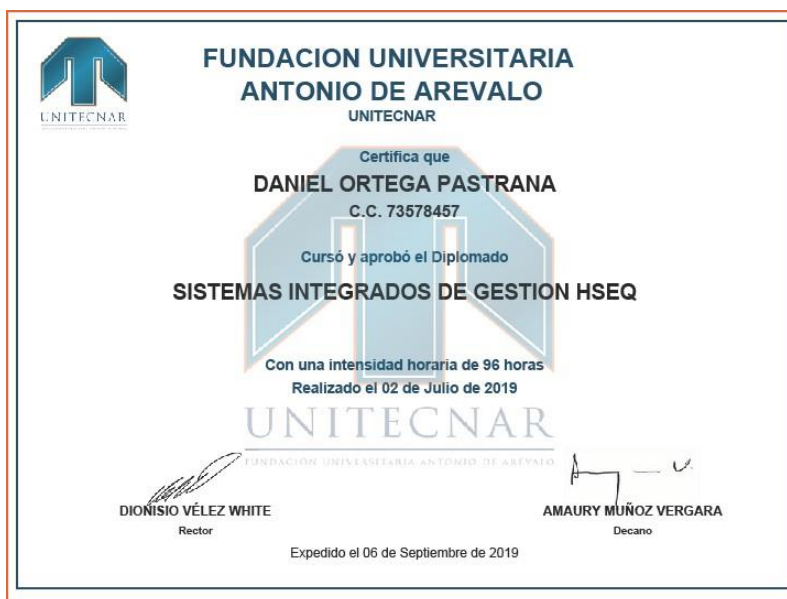 UNITECNAR
FUNDACION UNIVERSITARIA
ANTONIO DE AREVALO
UNITECNAR
Certifica que
DANIEL ORTEGA PASTRANA
C.C. 73578457
Cursó y aprobó el Diplomado
SISTEMAS INTEGRADOS DE GESTION HSEQ
Con una intensidad horaria de 96 horas
Realizado el 02 de Julio de 2019
UNITECNAR
FUNDACION UNIVERSITARIA ANTONIO DE AREVALO
DIONISIO VÉLEZ WHITE
Rector
AMAURY MUÑOZ VERGARA
Decano
Expedido el 06 de Septiembre de 2019